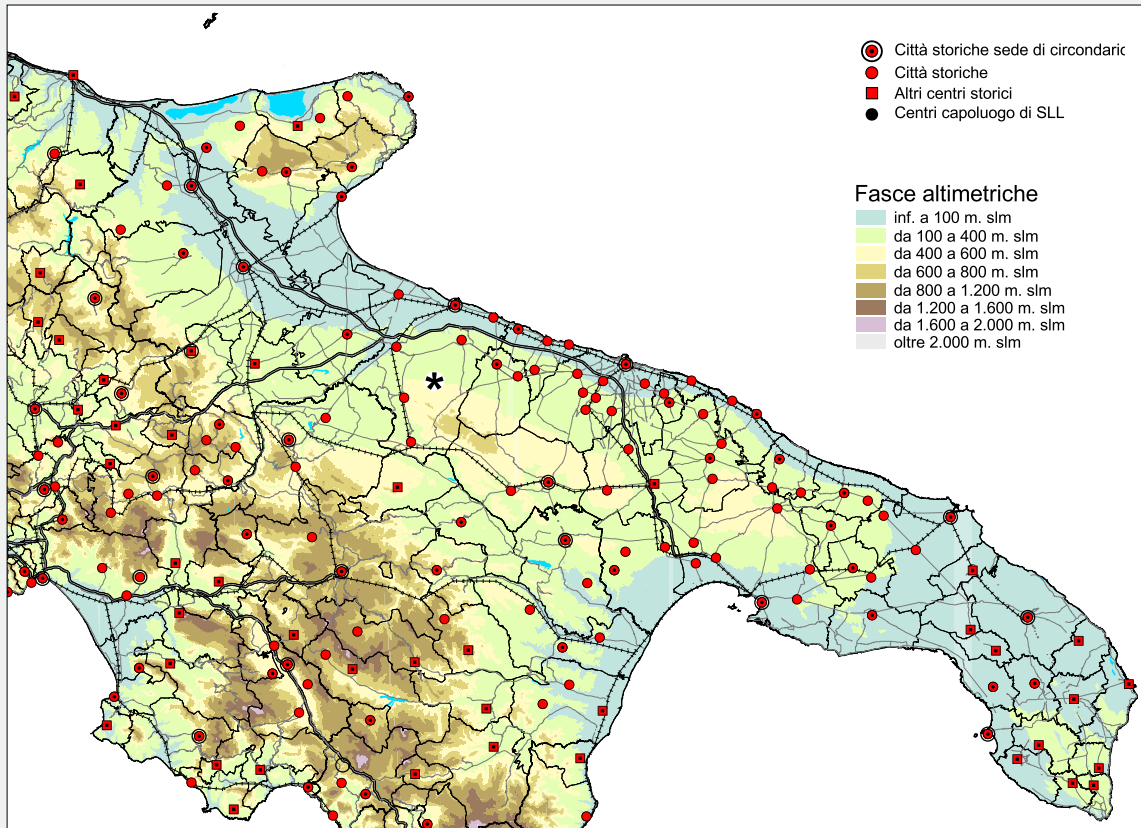 Città storiche sede di circondaric
Città storiche
Altri centri storici
Centri capoluogo di SLL
Fasce altimetriche
inf. a 100 m. slm
da 100 a 400 m. slm
da 400 a 600 m. slm
da 600 a 800 m. slm
da 800 a 1.200 m. slm
da 1.200 a 1.600 m. slm
da 1.600 a 2.000 m. slm
oltre 2.000 m. slm
*